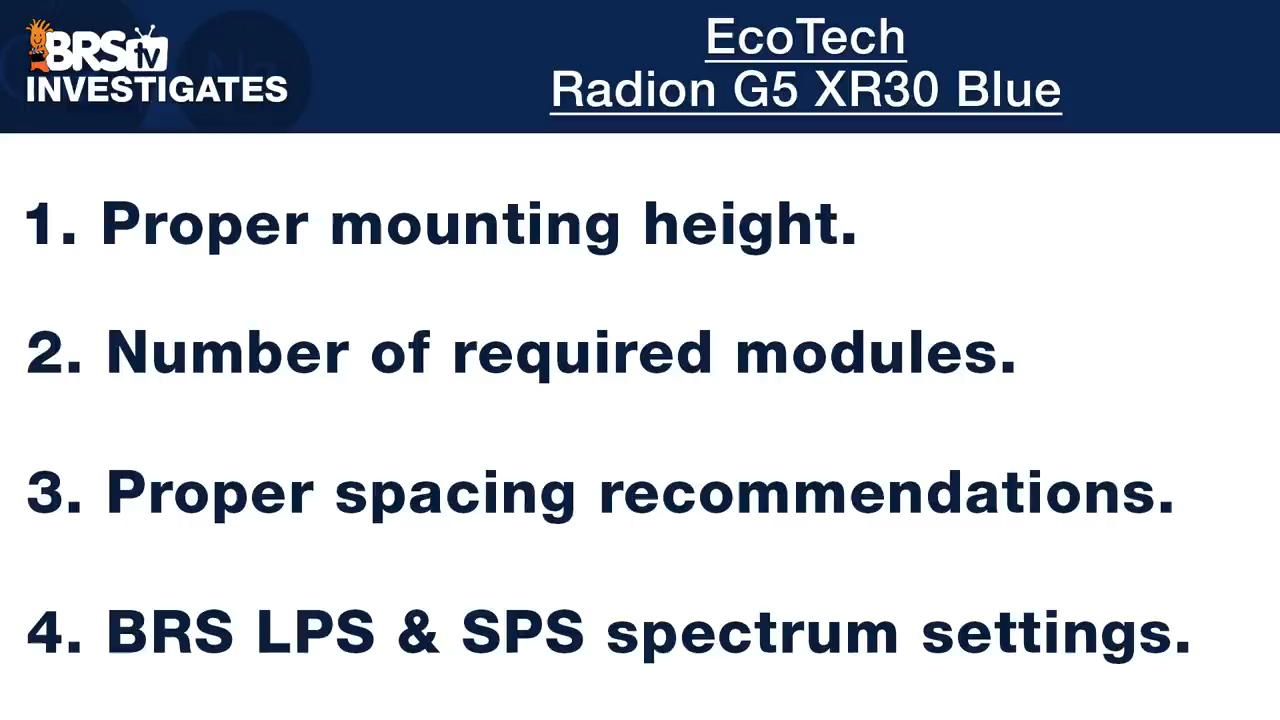 BRStv
INVESTIGATES
EcoTech
Radion G5 XR30 Blue
1. Proper mounting height.
2. Number of required modules.
3. Proper spacing recommendations.
4. BRS LPS & SPS spectrum settings.